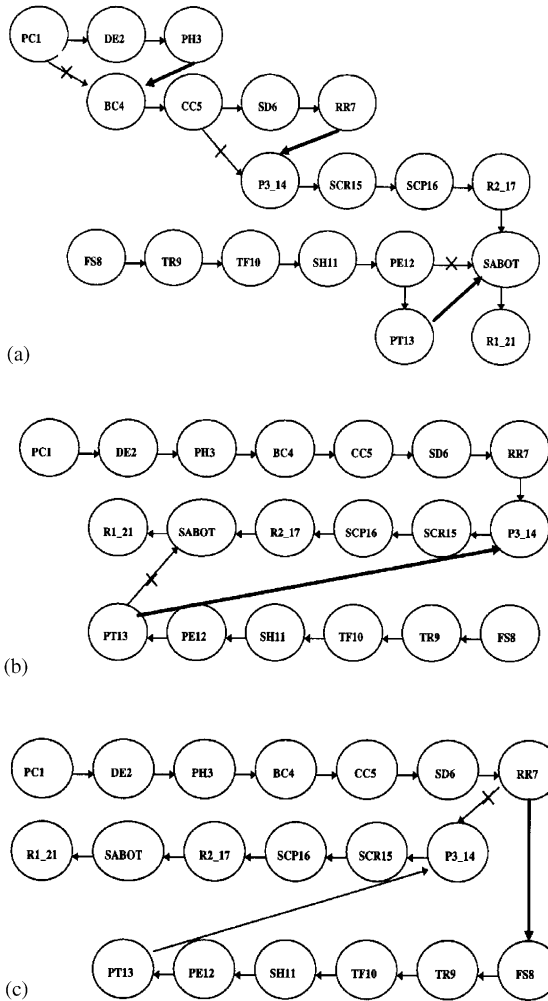 PC1 DE2 PH3
BC4 CC5 SD6 RR7
P3_14 SCR15 SCP16 R2_17
FS8 TR9 TF10 SH11 PE12 SABOT
PT13 R1_21
(a)
PC1 DE2 PH3 BC4 CC5 SD6 RR7
R1_21 SABOT R2_17 SCP16 SCR15 P3_14
PT13 PE12 SH11 TF10 TR9 FS8
(b)
PC1 DE2 PH3 BC4 CC5 SD6 RR7
R1_21 SABOT R2_17 SCP16 SCR15 P3_14
PT13 PE12 SH11 TF10 TR9 FS8
(c)